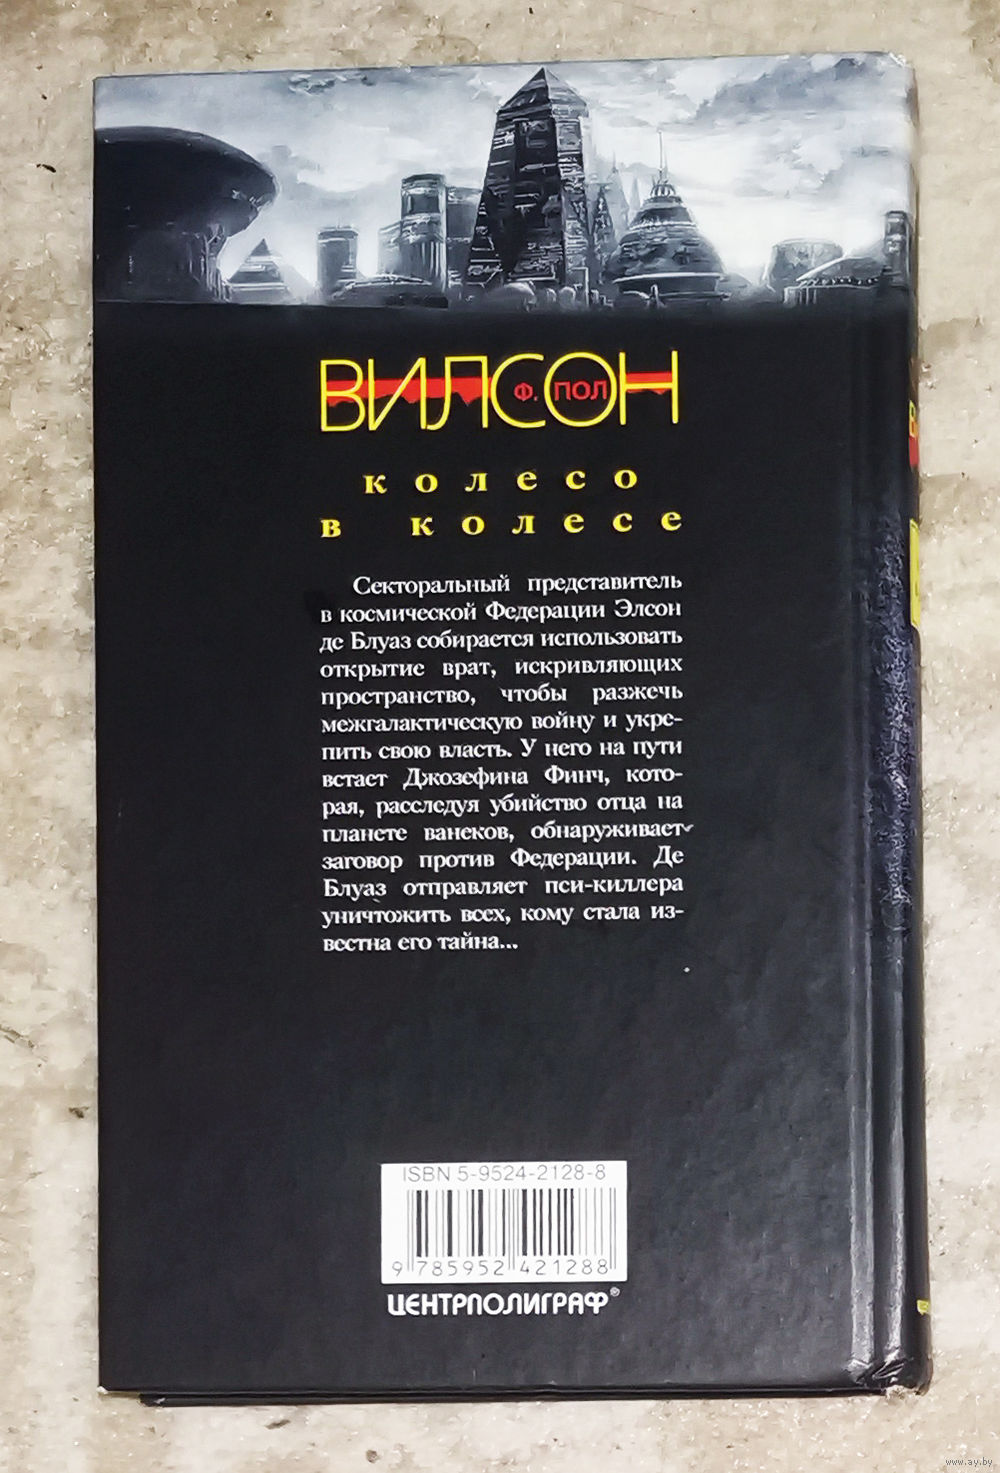 ВИЛСОН
Ф. ПОЛ
колесо
в колесе
Секторальный представитель
в космической Федерации Элсон
де Блуаз собирается использовать
открытие врат, искривляющих
пространство, чтобы разжечь
межгалактическую войну и укре-
пить свою власть. У него на пути
встает Джозефина Финч, кото-
рая, расследуя убийство отца на
планете ванеков, обнаруживает
заговор против Федерации. Де
Блуаз отправляет пси-киллера
уничтожить всех, кому стала из-
вестна его тайна...
ISBN 5-9524-2128-8
9 785952 421288
ЦЕНТРПОЛИГРАФ®
www.ay.by